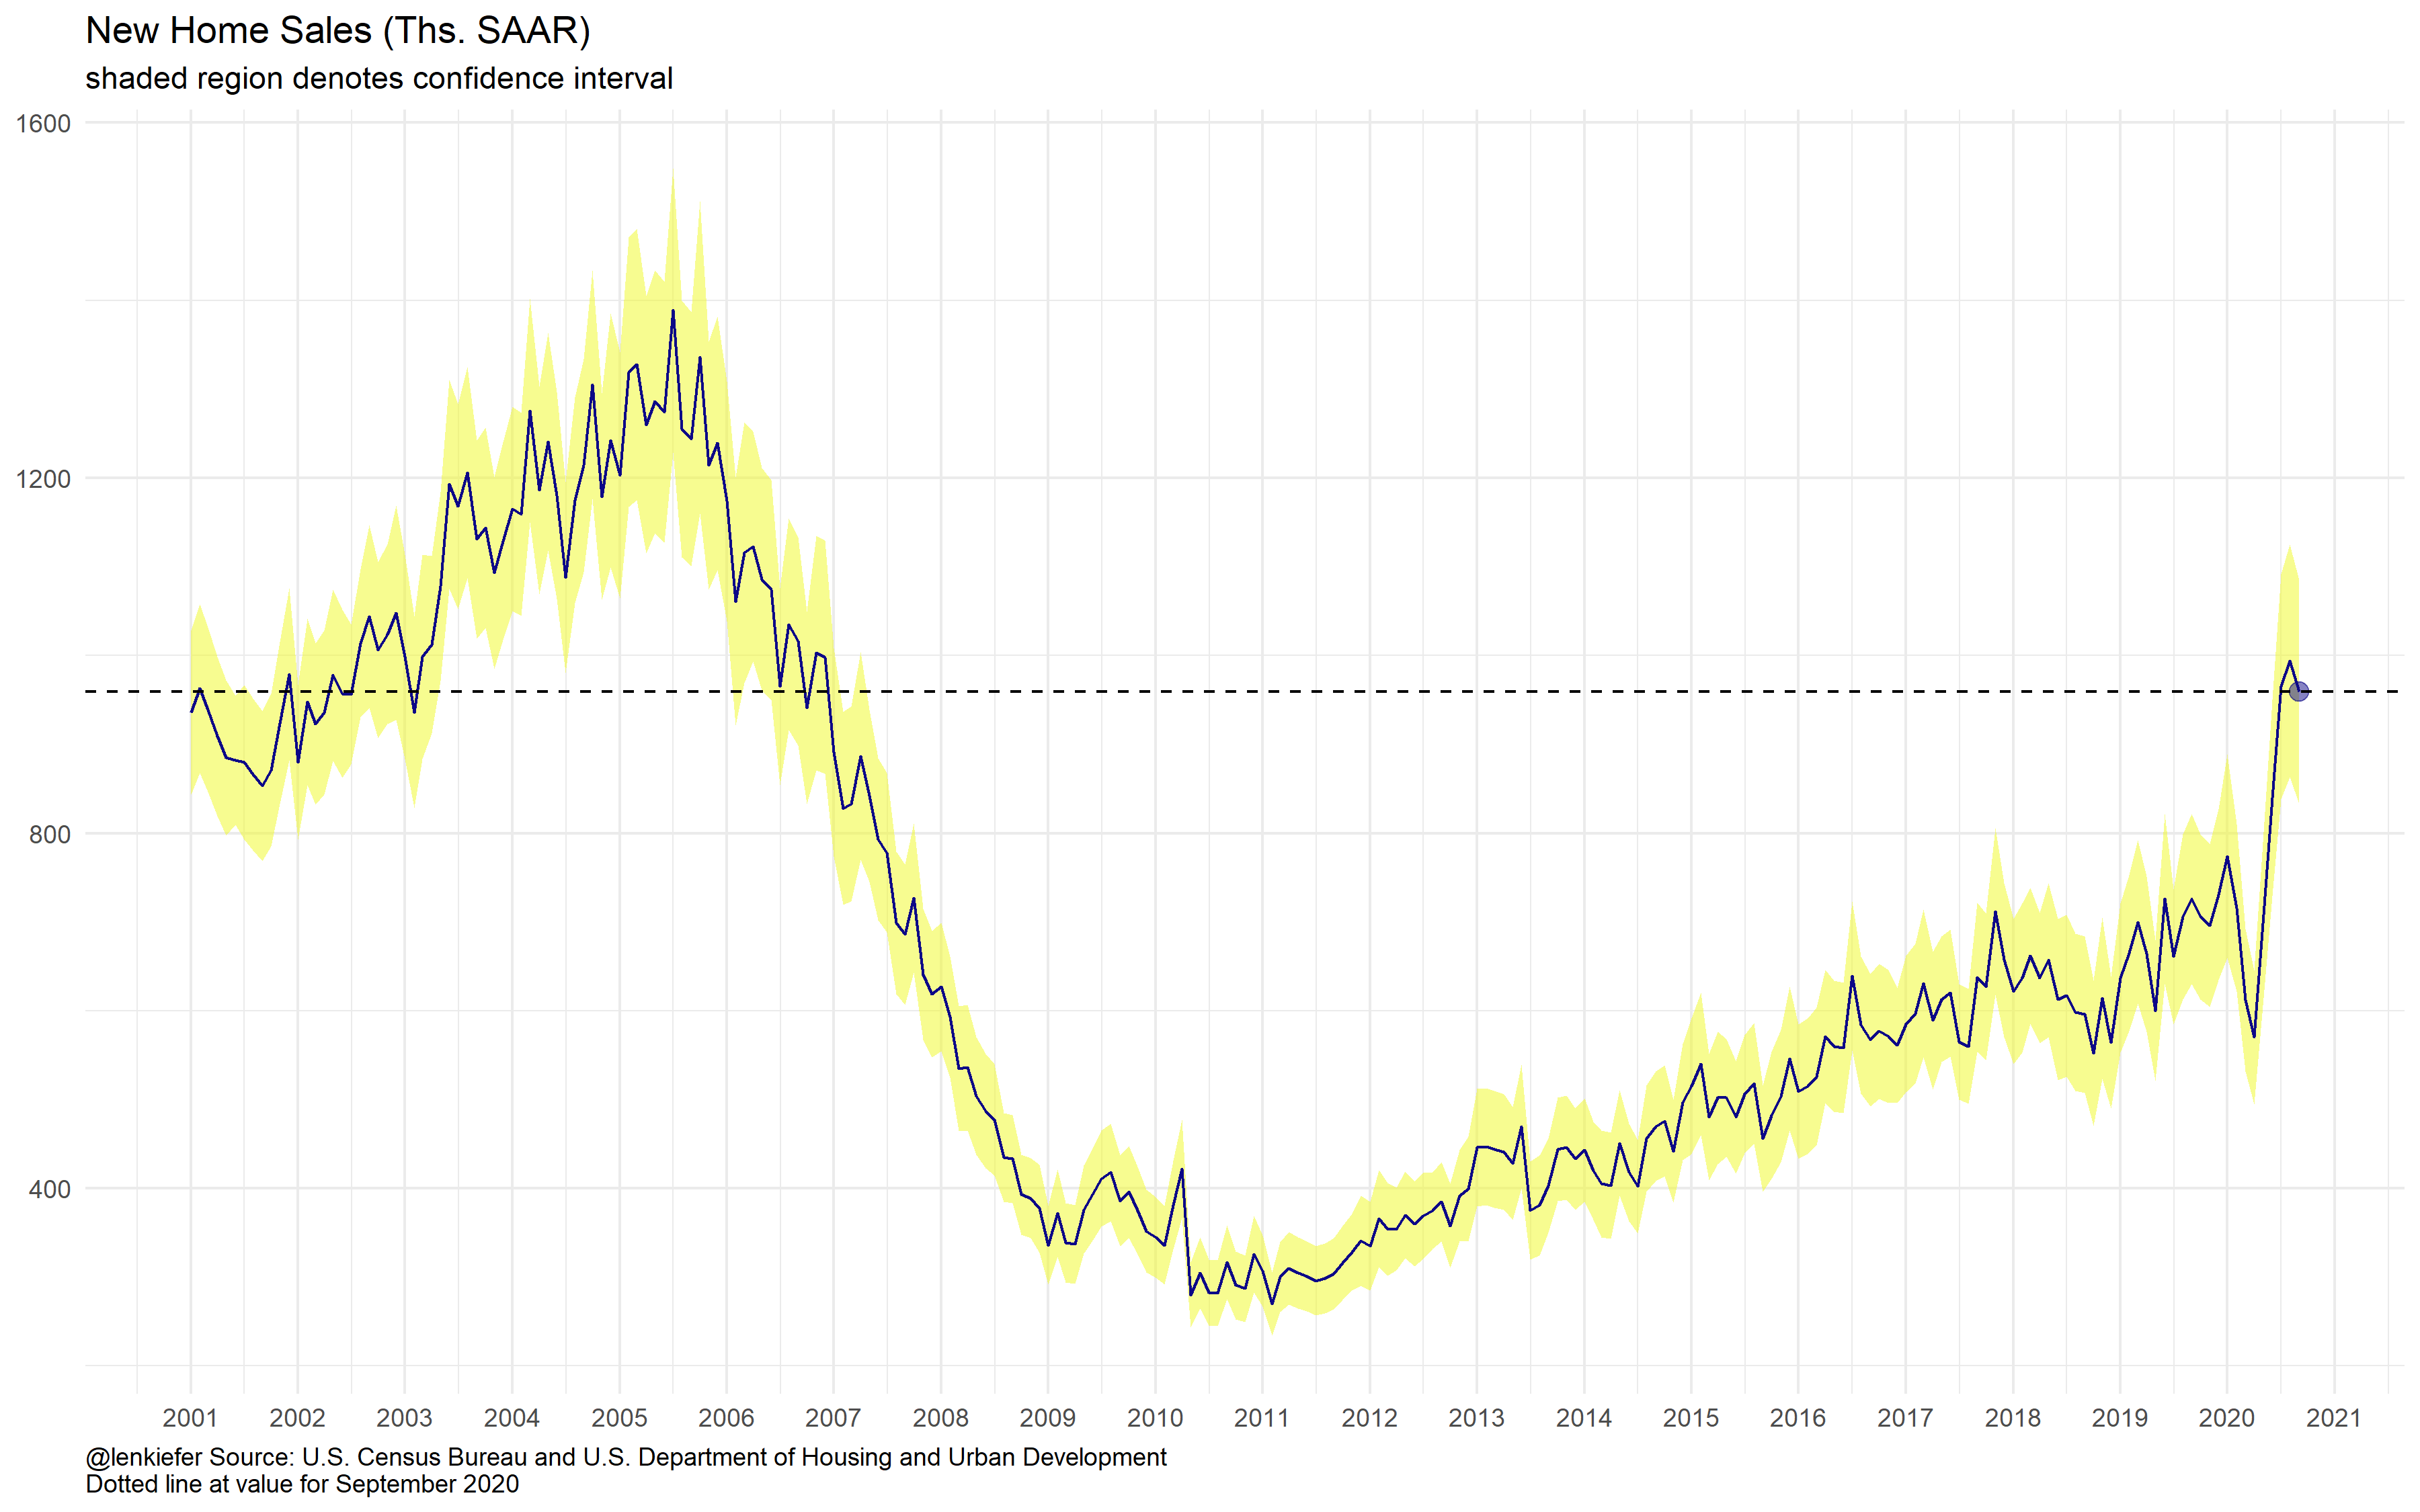 New Home Sales (Ths. SAAR)
shaded region denotes confidence interval
1600
1200
800
400
2001 2002 2003 2004 2005 2006 2007 2008 2009 2010 2011 2012 2013 2014 2015 2016 2017 2018 2019 2020 2021
@lenkiefer Source: U.S. Census Bureau and U.S. Department of Housing and Urban Development
Dotted line at value for September 2020